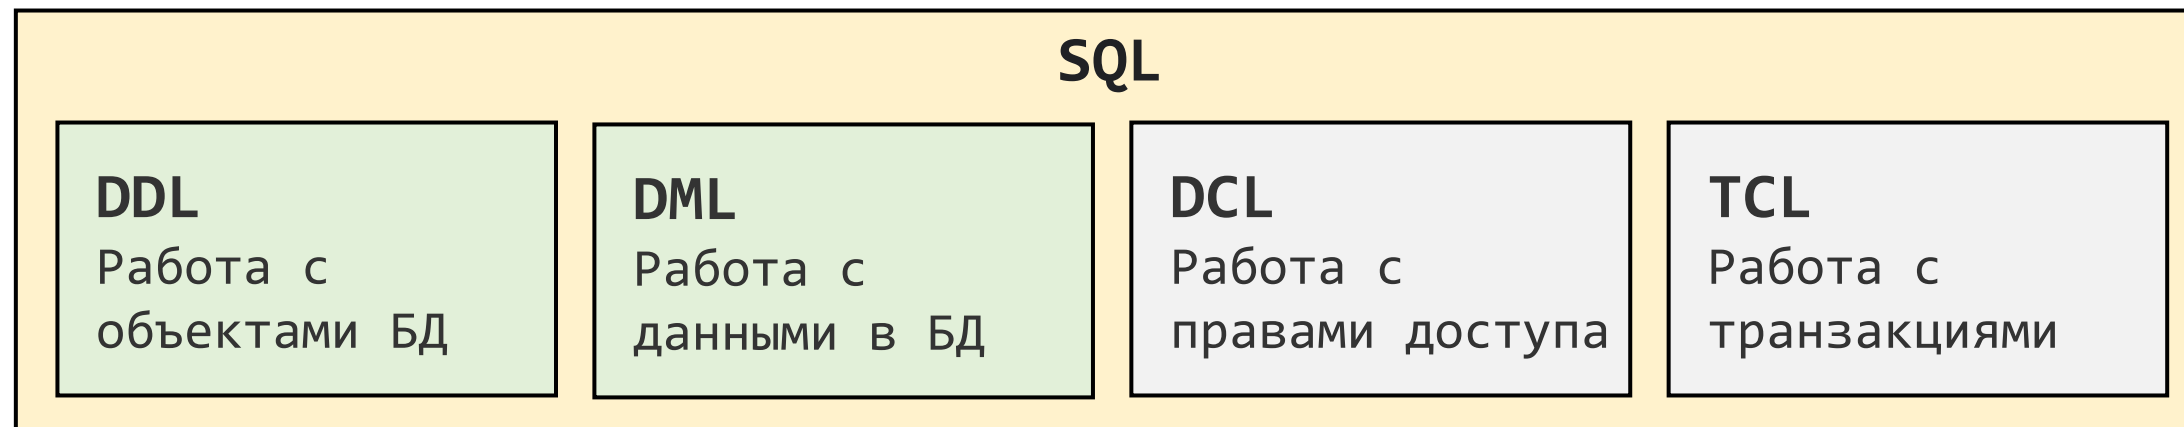 SQL
DDL
Работа с
объектами БД
DML
Работа с
данными в БД
DCL
Работа с
правами доступа
TCL
Работа с
транзакциями